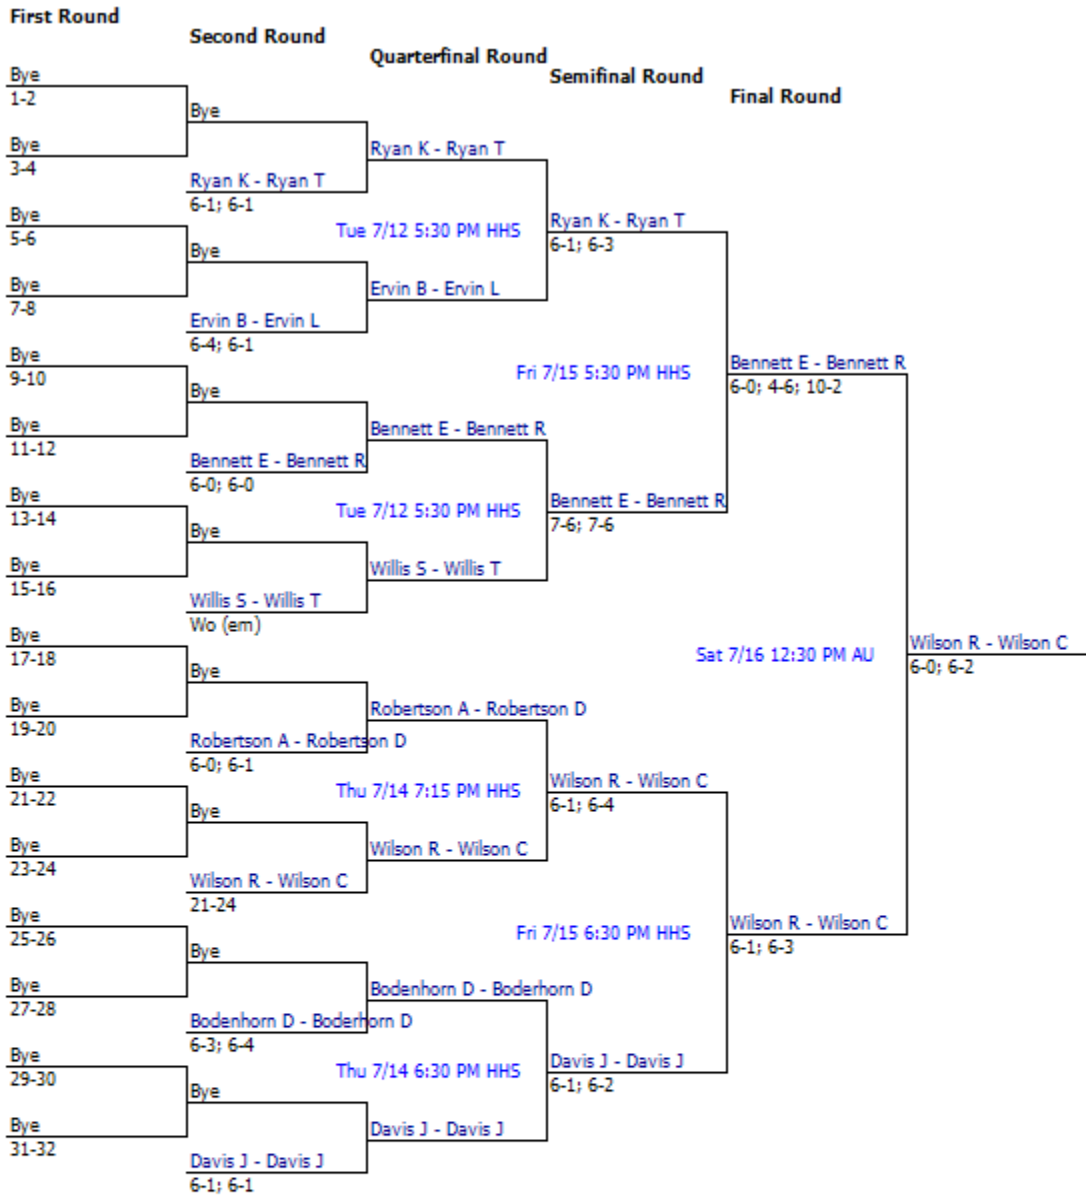 First Round
Second Round
Quarterfinal Round
Semifinal Round
Final Round
Bye
1-2
Bye
Ryan K - Ryan T
Bye
3-4
Ryan K - Ryan T
6-1; 6-1
Bye
5-6
Tue 7/12 5:30 PM HHS
Ryan K - Ryan T
6-1; 6-3
Bye
Ervin B - Ervin L
Bye
7-8
Ervin B - Ervin L
6-4; 6-1
Bye
9-10
Fri 7/15 5:30 PM HHS
Bennett E - Bennett R
6-0; 4-6; 10-2
Bye
Bennett E - Bennett R
Bye
11-12
Bennett E - Bennett R
6-0; 6-0
Bye
13-14
Tue 7/12 5:30 PM HHS
Bennett E - Bennett R
7-6; 7-6
Bye
Willis S - Willis T
Bye
15-16
Willis S - Willis T
Wo (em)
Bye
17-18
Sat 7/16 12:30 PM AU
Wilson R - Wilson C
6-0; 6-2
Bye
Robertson A - Robertson D
Bye
19-20
Robertson A - Robertson D
6-0; 6-1
Bye
21-22
Thu 7/14 7:15 PM HHS
Wilson R - Wilson C
6-1; 6-4
Bye
Wilson R - Wilson C
Bye
23-24
Wilson R - Wilson C
21-24
Bye
25-26
Fri 7/15 6:30 PM HHS
Wilson R - Wilson C
6-1; 6-3
Bye
Bodenhorn D - Boderhorn D
Bye
27-28
Bodenhorn D - Boderhorn D
6-3; 6-4
Bye
29-30
Thu 7/14 6:30 PM HHS
Davis J - Davis J
6-1; 6-2
Bye
Davis J - Davis J
Bye
31-32
Davis J - Davis J
6-1; 6-1